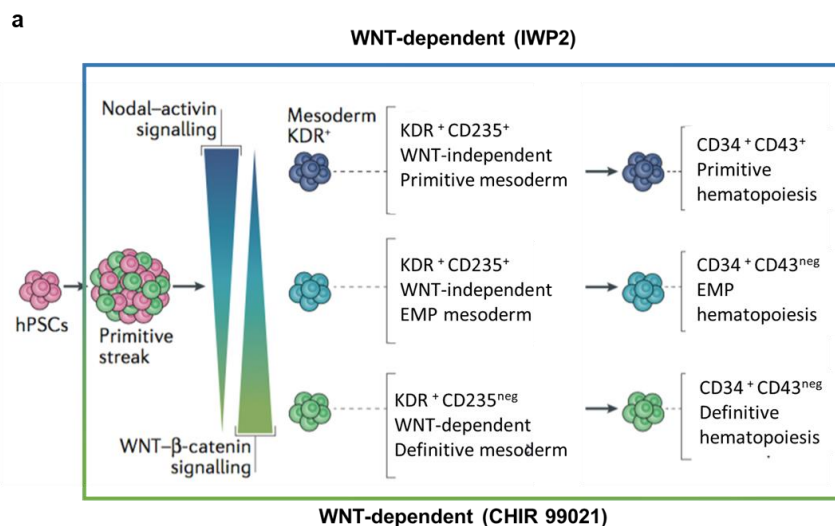 a
WNT-dependent (IWP2)
Nodal–activin
signalling
Mesoderm
KDR⁺
KDR⁺CD235⁺
WNT-independent
Primitive mesoderm
CD34⁺CD43⁺
Primitive
hematopoiesis
hPSCs
Primitive
streak
KDR⁺CD235⁺
WNT-independent
EMP mesoderm
CD34⁺CD43ⁿᵉᵍ
EMP
hematopoiesis
WNT–β-catenin
signalling
KDR⁺CD235ⁿᵉᵍ
WNT-dependent
Definitive mesoderm
CD34⁺CD43ⁿᵉᵍ
Definitive
hematopoiesis
WNT-dependent (CHIR 99021)